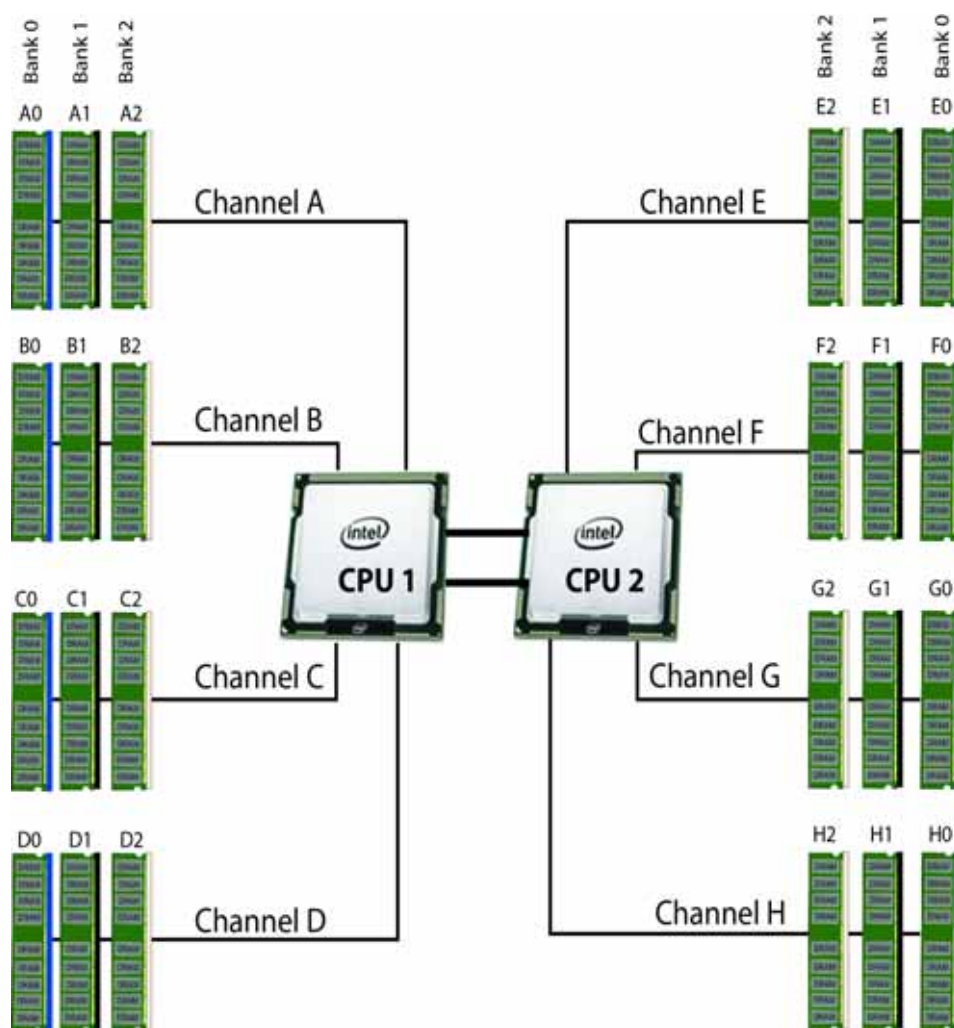 Bank 0
Bank 1
Bank 2
Bank 2
Bank 1
Bank 0
A0 A1 A2
E2 E1 E0
Channel A
Channel E
B0 B1 B2
F2 F1 F0
Channel B
Channel F
intel
CPU 1
intel
CPU 2
C0 C1 C2
G2 G1 G0
Channel C
Channel G
D0 D1 D2
H2 H1 H0
Channel D
Channel H